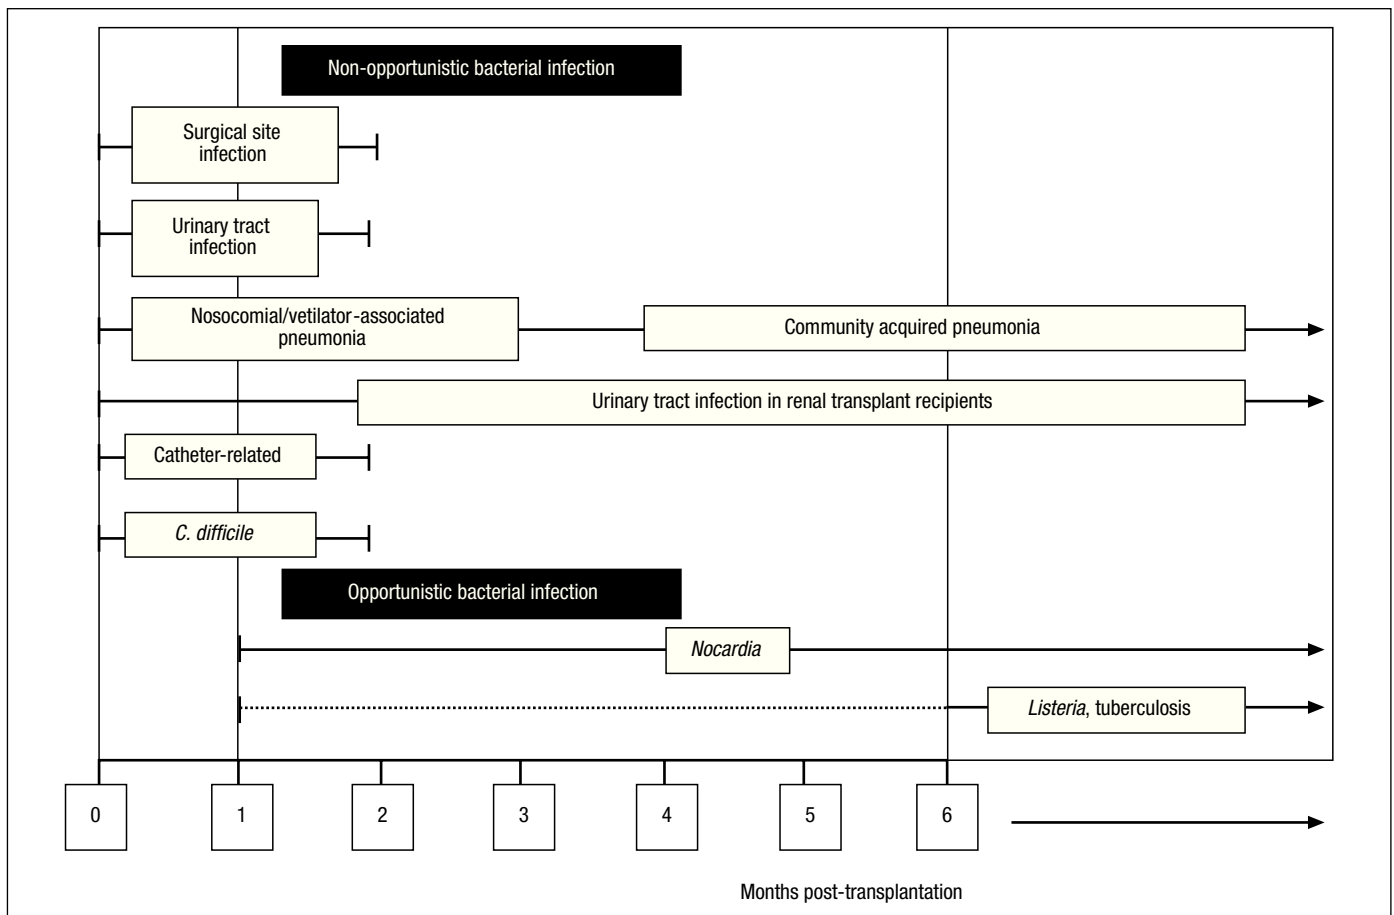 Non-opportunistic bacterial infection
Surgical site
infection
Urinary tract
infection
Nosocomial/vetilator-associated
pneumonia
Community acquired pneumonia
Urinary tract infection in renal transplant recipients
Catheter-related
C. difficile
Opportunistic bacterial infection
Nocardia
Listeria, tuberculosis
0 1 2 3 4 5 6
Months post-transplantation